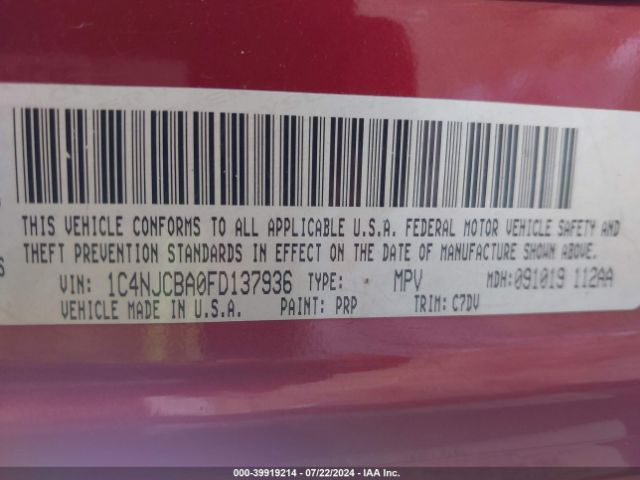 THIS VEHICLE CONFORMS TO ALL APPLICABLE U.S.A. FEDERAL MOTOR VEHICLE SAFETY AND
THEFT PREVENTION STANDARDS IN EFFECT ON THE DATE OF MANUFACTURE SHOWN ABOVE.
VIN: 1C4NJCBA0FD137936 TYPE: MPV MDH: 091019 112AA
VEHICLE MADE IN U.S.A. PAINT: PRP TRIM: C7DV
000-39919214 - 07/22/2024 - IAAI.COM